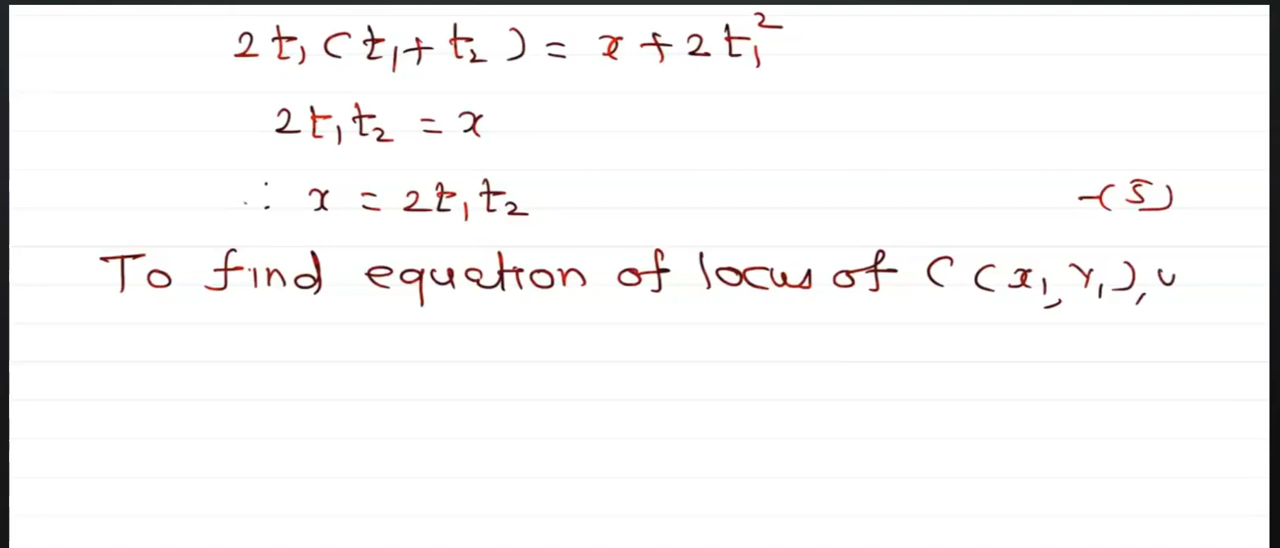 2t₁(t₁+t₂) = x+2t₁²
2t₁t₂ = x
∴ x = 2t₁t₂ -(5)
To find equation of locus of C(x₁,y₁),